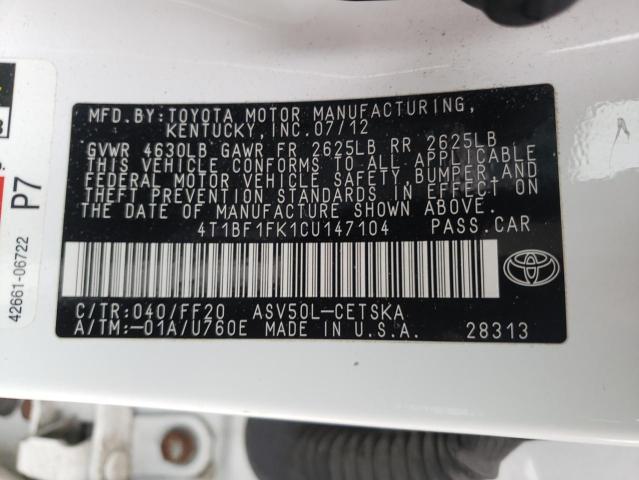 MFD.BY:TOYOTA MOTOR MANUFACTURING,
KENTUCKY,INC.07/12
GVWR 4630LB GAWR FR 2625LB RR 2625LB
THIS VEHICLE CONFORMS TO ALL APPLICABLE
FEDERAL MOTOR VEHICLE SAFETY,BUMPER,AND
THEFT PREVENTION STANDARDS IN EFFECT ON
THE DATE OF MANUFACTURE SHOWN ABOVE.
4T1BF1FK1CU147104 PASS.CAR
C/TR:040/FF20 ASV50L-CETSKA
A/TM:-01A/U760E MADE IN U.S.A. 28313
42661-06722
P7